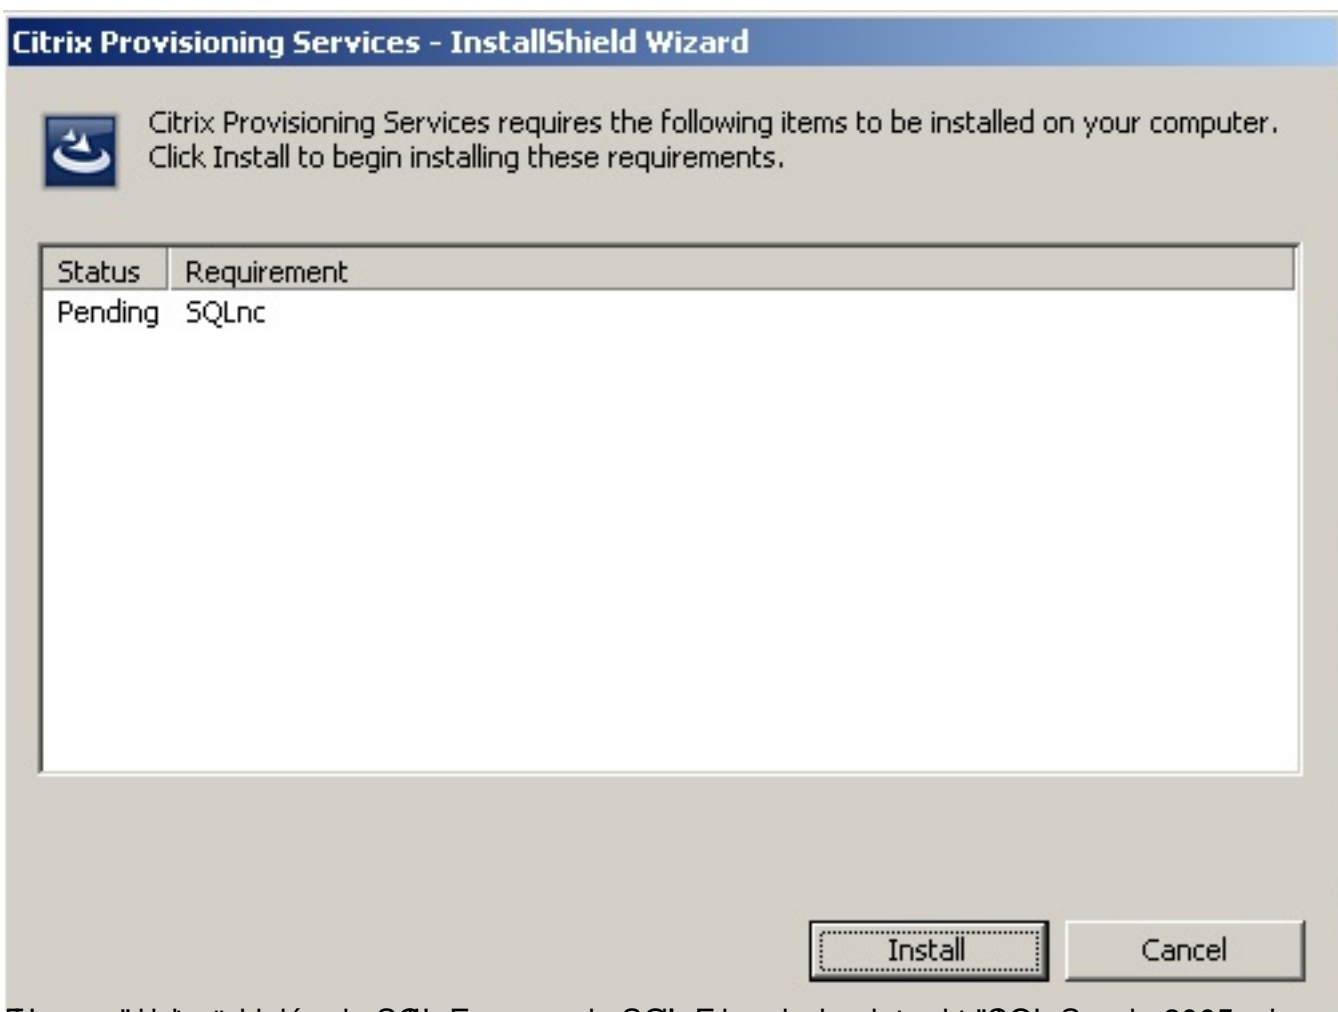 Citrix Provisioning Services - InstallShield Wizard
Citrix Provisioning Services requires the following items to be installed on your computer.
Click Install to begin installing these requirements.
Status Requirement
Pending SQLnc
Install Cancel